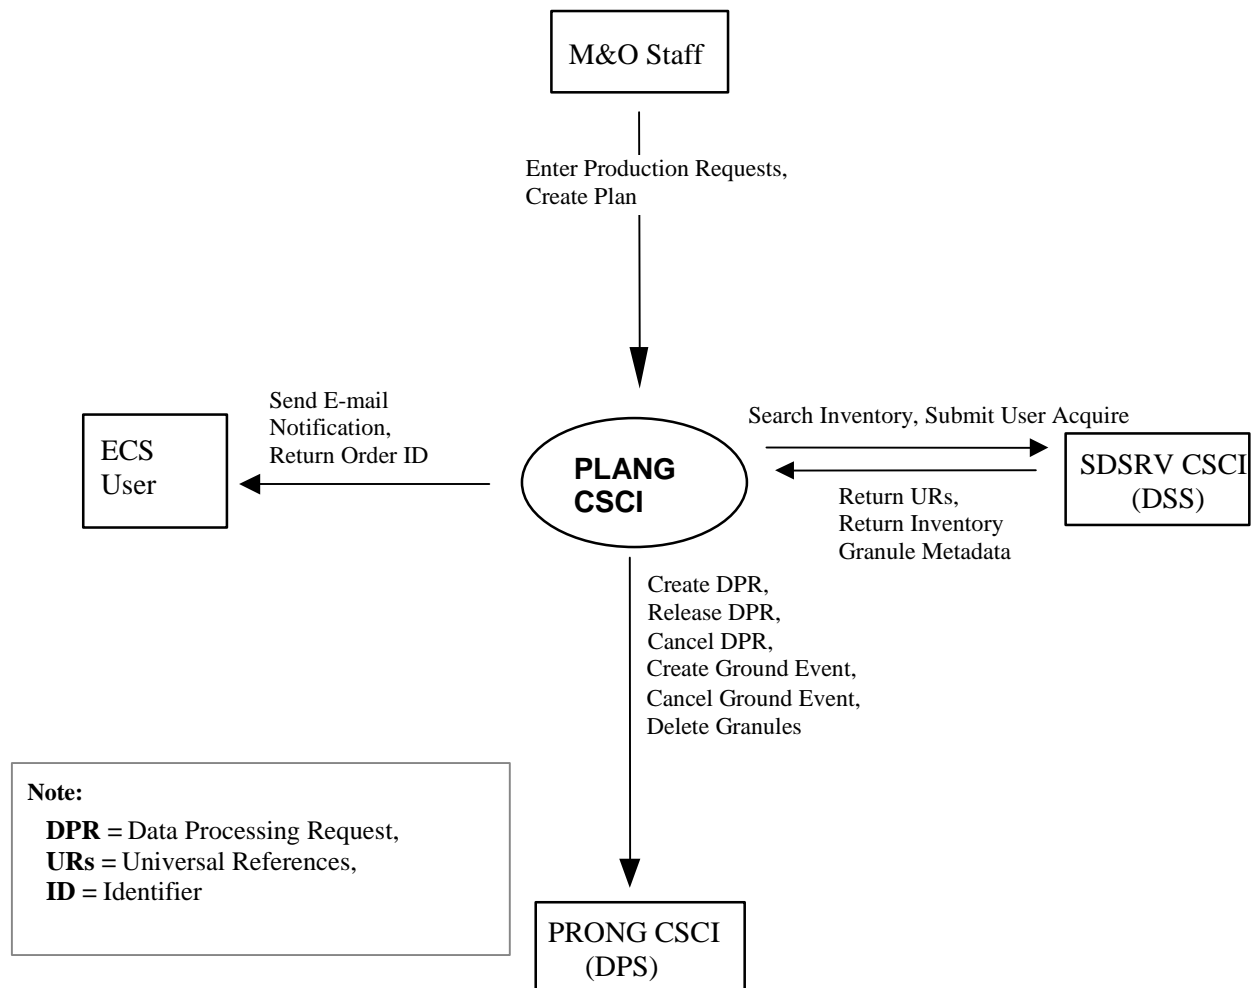 M&O Staff
Enter Production Requests,
Create Plan
Send E-mail
Notification,
Return Order ID
ECS
User
PLANG
CSCI
Search Inventory, Submit User Acquire
SDSRV CSCI
(DSS)
Return URs,
Return Inventory
Granule Metadata
Create DPR,
Release DPR,
Cancel DPR,
Create Ground Event,
Cancel Ground Event,
Delete Granules
Note:
DPR = Data Processing Request,
URs = Universal References,
ID = Identifier
PRONG CSCI
(DPS)